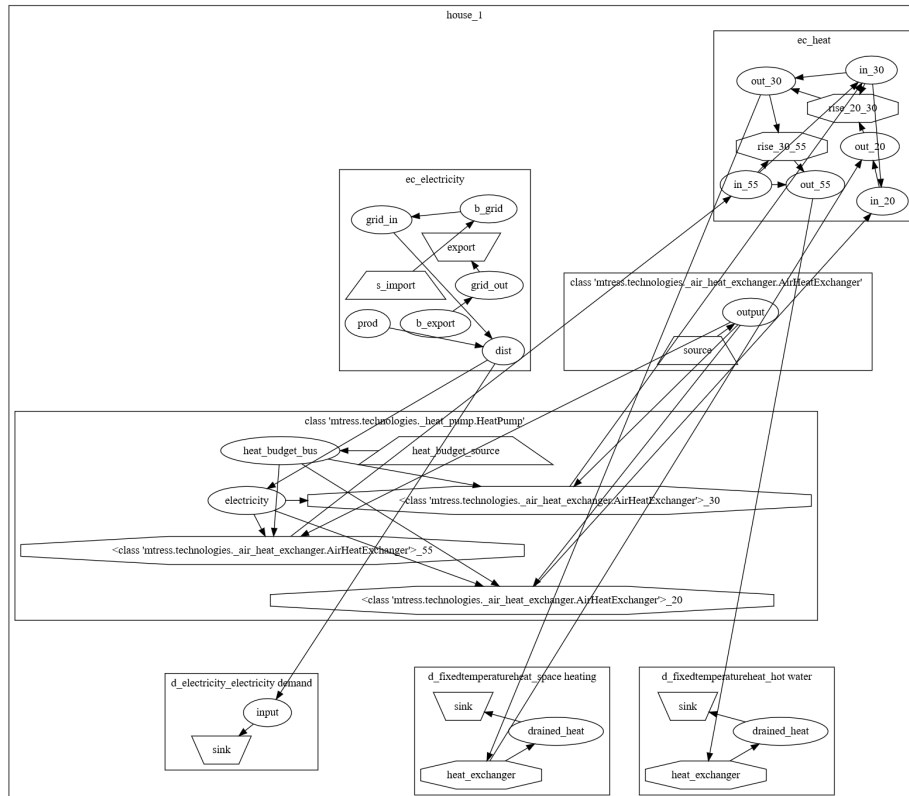 house_1
ec_heat
out_30
in_30
rise_20_30
rise_30_55
out_20
in_55
out_55
in_20
ec_electricity
grid_in
b_grid
export
s_import
grid_out
prod
b_export
dist
class 'mtress.technologies._air_heat_exchanger.AirHeatExchanger'
output
source
class 'mtress.technologies._heat_pump.HeatPump'
heat_budget_bus
heat_budget_source
electricity
<class 'mtress.technologies._air_heat_exchanger.AirHeatExchanger'>_30
<class 'mtress.technologies._air_heat_exchanger.AirHeatExchanger'>_55
<class 'mtress.technologies._air_heat_exchanger.AirHeatExchanger'>_20
d_electricity_electricity demand
input
sink
d_fixedtemperatureheat_space heating
sink
drained_heat
heat_exchanger
d_fixedtemperatureheat_hot water
sink
drained_heat
heat_exchanger